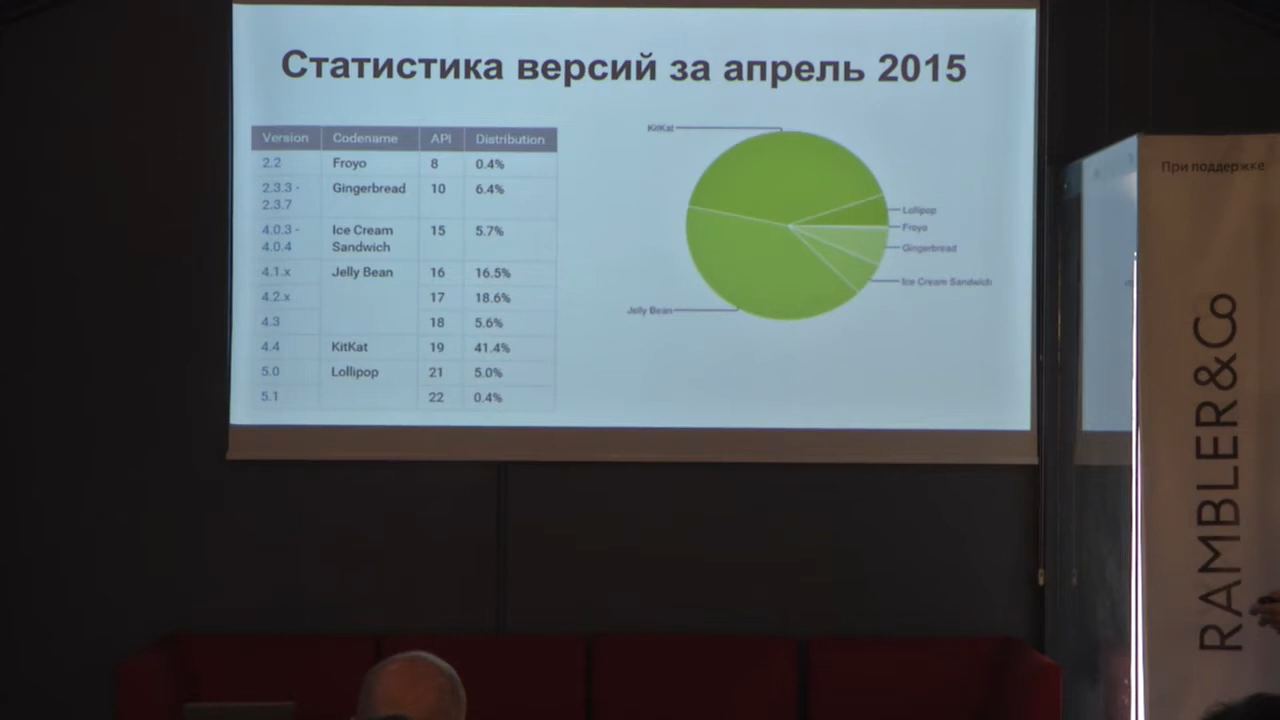 Статистика версий за апрель 2015
Version Codename API Distribution
2.2 Froyo 8 0.4%
2.3.3 - Gingerbread 10 6.4%
2.3.7
4.0.3 - Ice Cream 15 5.7%
4.0.4 Sandwich
4.1.x Jelly Bean 16 16.5%
4.2.x 17 18.6%
4.3 18 5.6%
4.4 KitKat 19 41.4%
5.0 Lollipop 21 5.0%
5.1 22 0.4%
KitKat
Lollipop
Froyo
Gingerbread
Ice Cream Sandwich
Jelly Bean
При поддержке
RAMBLER&Co